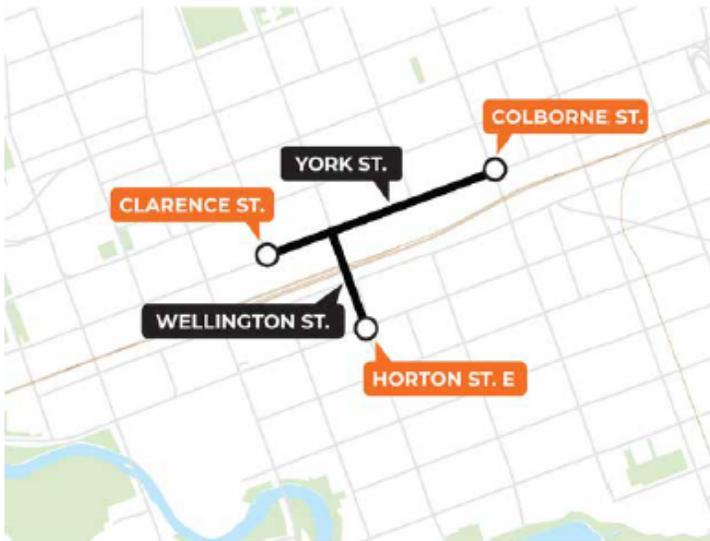 COLBORNE ST.
YORK ST.
CLARENCE ST.
WELLINGTON ST.
HORTON ST. E